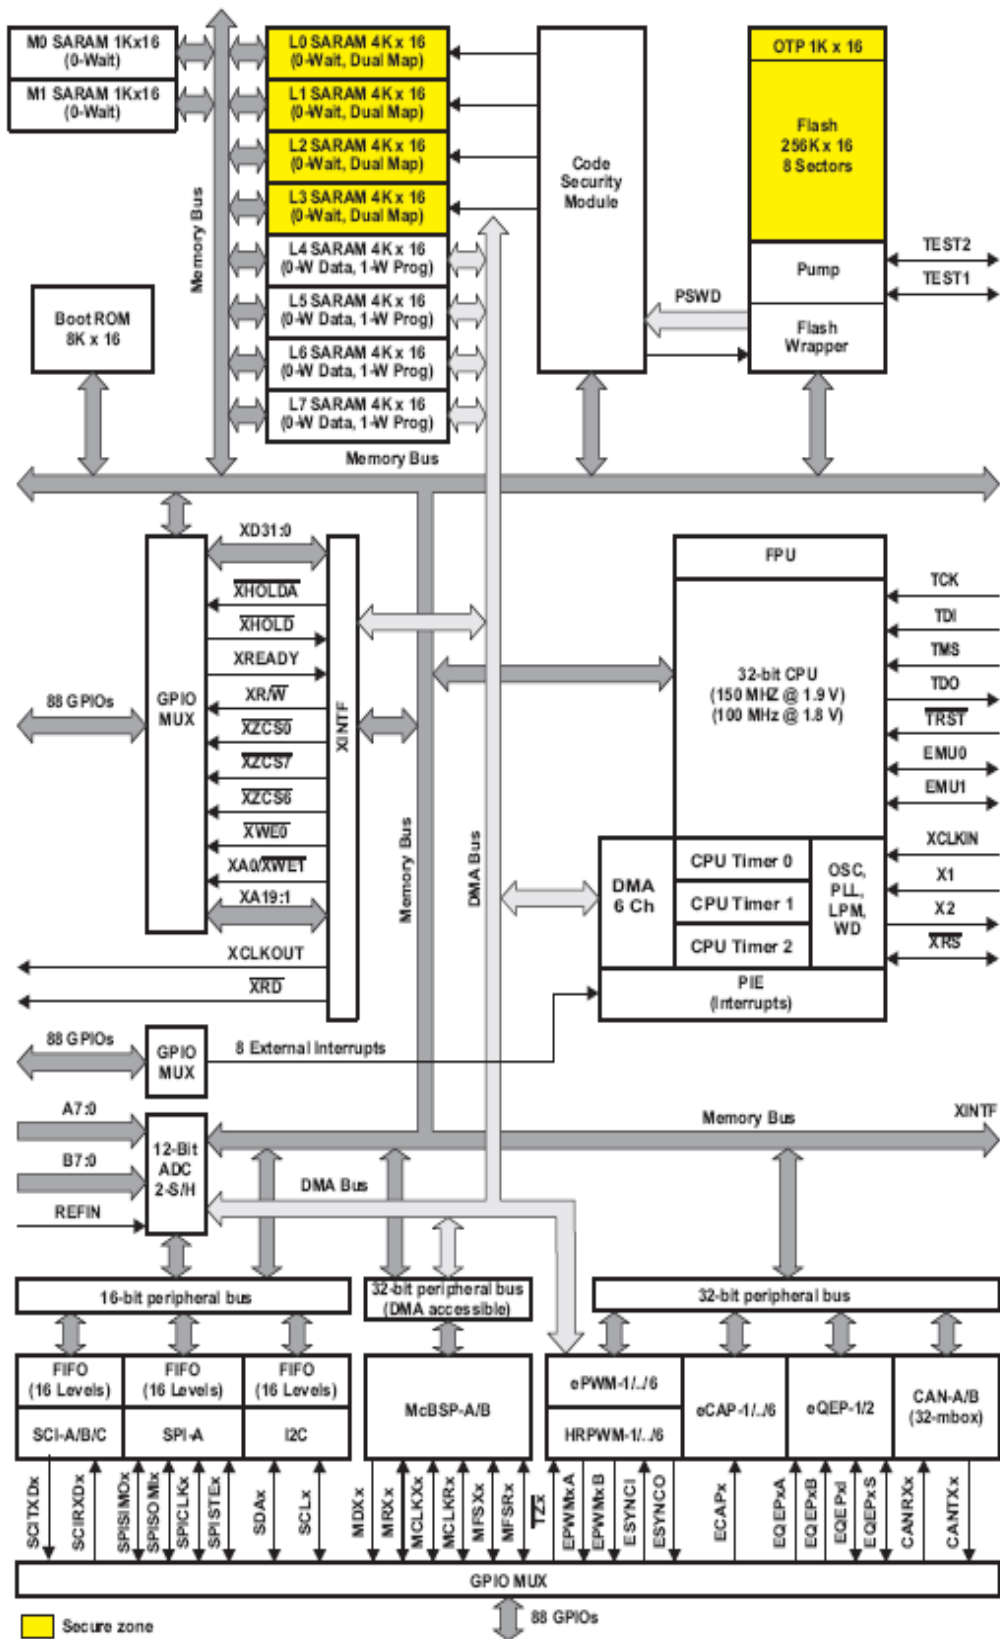 M0 SARAM 1Kx16
(0-Wait)
M1 SARAM 1Kx16
(0-Wait)
L0 SARAM 4K x 16
(0-Wait, Dual Map)
L1 SARAM 4K x 16
(0-Wait, Dual Map)
L2 SARAM 4K x 16
(0-Wait, Dual Map)
L3 SARAM 4K x 16
(0-Wait, Dual Map)
L4 SARAM 4K x 16
(0-W Data, 1-W Prog)
L5 SARAM 4K x 16
(0-W Data, 1-W Prog)
L6 SARAM 4K x 16
(0-W Data, 1-W Prog)
L7 SARAM 4K x 16
(0-W Data, 1-W Prog)
Memory Bus
Code
Security
Module
OTP 1K x 16
Flash
256K x 16
8 Sectors
Pump
Flash
Wrapper
TEST2
TEST1
PSWD
Boot ROM
8K x 16
Memory Bus
XD31:0
XHOLDA
XHOLD
XREADY
XR/W
XZCS0
XZCS7
XZCS6
XWE0
XA0/XWE1
XA19:1
XCLKOUT
XRD
88 GPIOs
GPIO
MUX
XINTF
Memory Bus
DMA Bus
FPU
32-bit CPU
(150 MHZ @ 1.9 V)
(100 MHz @ 1.8 V)
TCK
TDI
TMS
TDO
TRST
EMU0
EMU1
XCLKIN
X1
X2
XRS
DMA
6 Ch
CPU Timer 0
CPU Timer 1
CPU Timer 2
OSC,
PLL,
LPM,
WD
PIE
(Interrupts)
88 GPIOs
GPIO
MUX
8 External Interrupts
A7:0
B7:0
REFIN
12-Bit
ADC
2-S/H
Memory Bus
XINTF
DMA Bus
16-bit peripheral bus
32-bit peripheral bus
(DMA accessible)
32-bit peripheral bus
FIFO
(16 Levels)
FIFO
(16 Levels)
FIFO
(16 Levels)
SCI-A/B/C
SPI-A
I2C
McBSP-A/B
ePWM-1/../6
HRPWM-1/../6
eCAP-1/../6
eQEP-1/2
CAN-A/B
(32-mbox)
SCITXDx
SCIRXDx
SPISIMOx
SPISOMIx
SPICLKx
SPISTEx
SDAx
SCLx
MDXx
MRXx
MCLKXx
MCLKRx
MFSXx
MFSRx
TZx
EPWMxA
EPWMxB
ESYNCI
ESYNCO
ECAPx
EQEPxA
EQEPxB
EQEPxI
EQEPxS
CANRXx
CANTXx
GPIO MUX
Secure zone
88 GPIOs